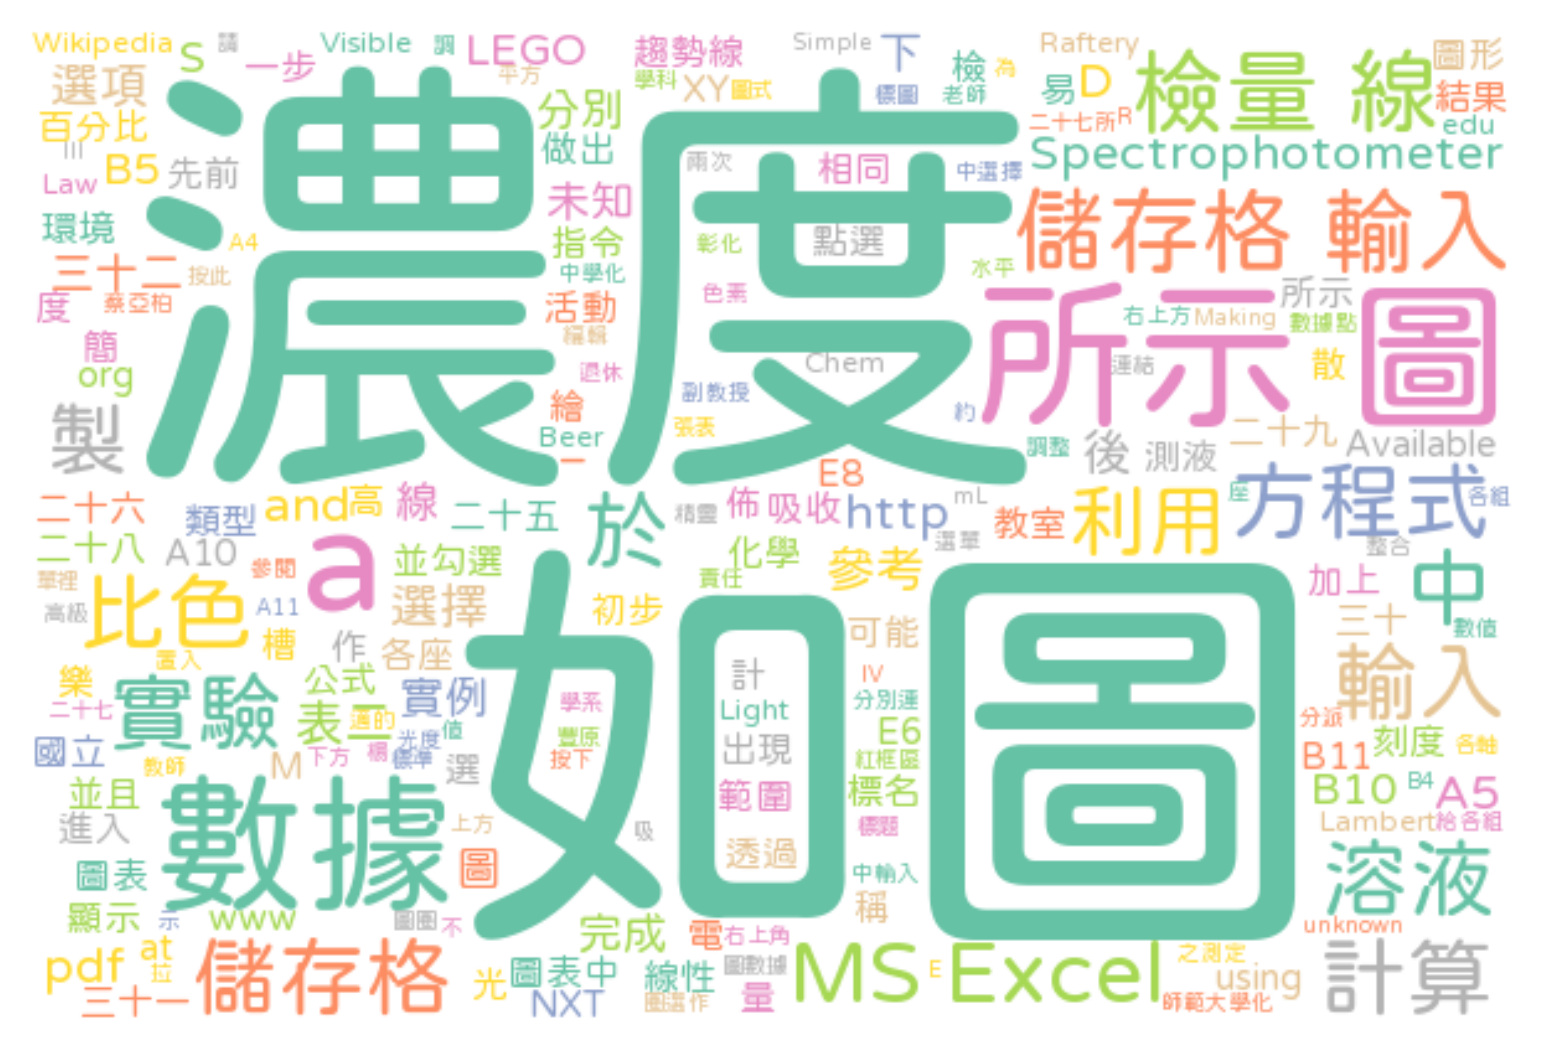 Wikipedia S 請 一步 Visible 調 LEGO 趨勢線 Simple 下 檢 為 Raftery 圖形
選項 平方 學科 XY 圖式 標圖 老師 易 D 檢量 線 結果
百分比 分別 二十七所 R edu
III B5 先前 做出 兩次 相同 中選擇 Spectrophotometer
Law 濃度 未知
環境 A4 指令 彰化 點選 水平 儲存格 輸入
三十二 按此 中學化
度 蔡亞柏 活動 色素 右上方 Making 所示 數據點
簡 編輯 所示 圖
org 退休 Chem 連結 散
製 繪 副教授 約 二十九
Beer 張表 調整 後 測液 Available
一 E8
二十六 類型 and 高 線 二十五 於 精靈 佈 吸收 http mL 教室 利用 座 方程式 各組
二十八 A10 a 並勾選 化學 選單 整合
單裡 參閱 責任 參考 加上 中
高級 比色 A11 選擇 初步 三十 數值
置入 槽 作 各座 如圖 可能
樂 實驗 公式 實例 計 IV 輸入
二十七 表二 適的 值 學系 Light 分別連 分派
國立 光度 豐原 出現 E6 刻度 各軸
教師 M 下方 標準 選 按下 紅框區 B11
並且 範圍 標名 B10 B4 A5
進入 數據 上方 吸 標題 Lambert 給各組
圖表 圖 透過 中輸入 溶液
顯示 示 www 圖圈 不 稱 unknown
pdf at 儲存格 完成 電 右上角 MS Excel 之測定 計算
拉 光 圖表中 線性 圖數據 E using
三十一 NXT 圈選作 量 師範大學化